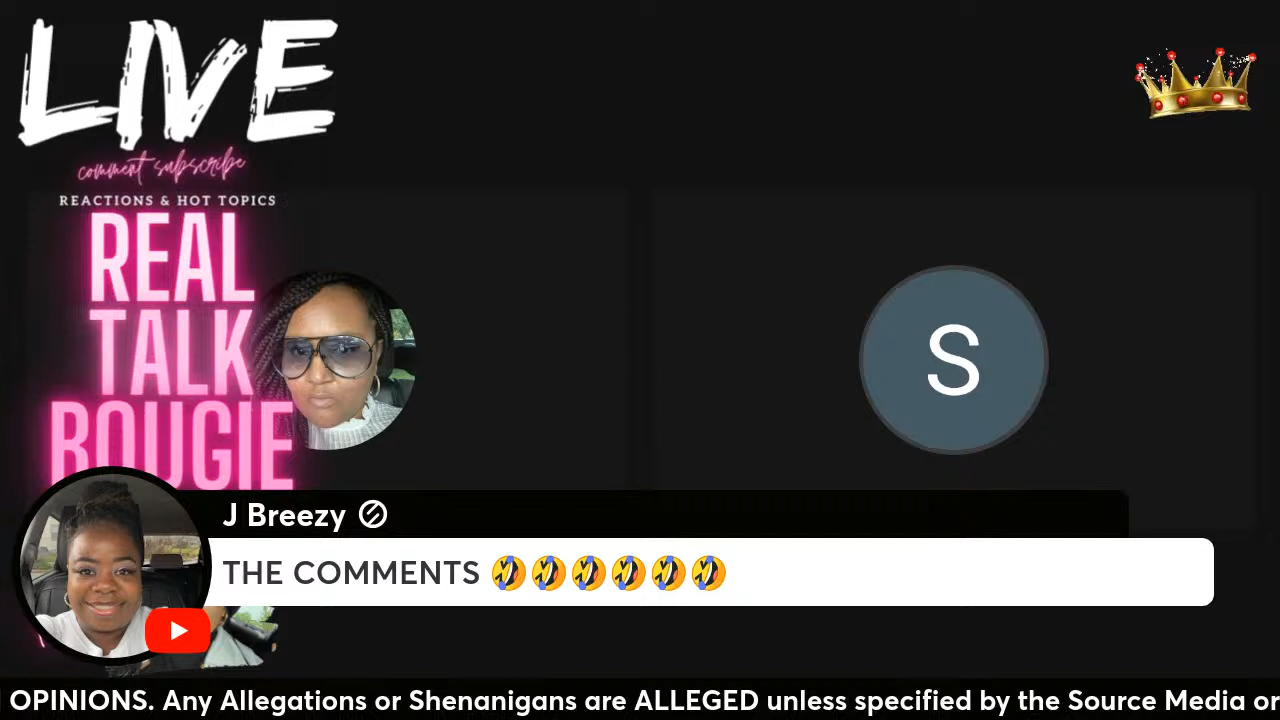 LIVE
comment subscribe
REACTIONS & HOT TOPICS
REAL
TALK
BOUGIE
S
J Breezy
THE COMMENTS 🤣🤣🤣🤣🤣🤣
OPINIONS. Any Allegations or Shenanigans are ALLEGED unless specified by the Source Media or